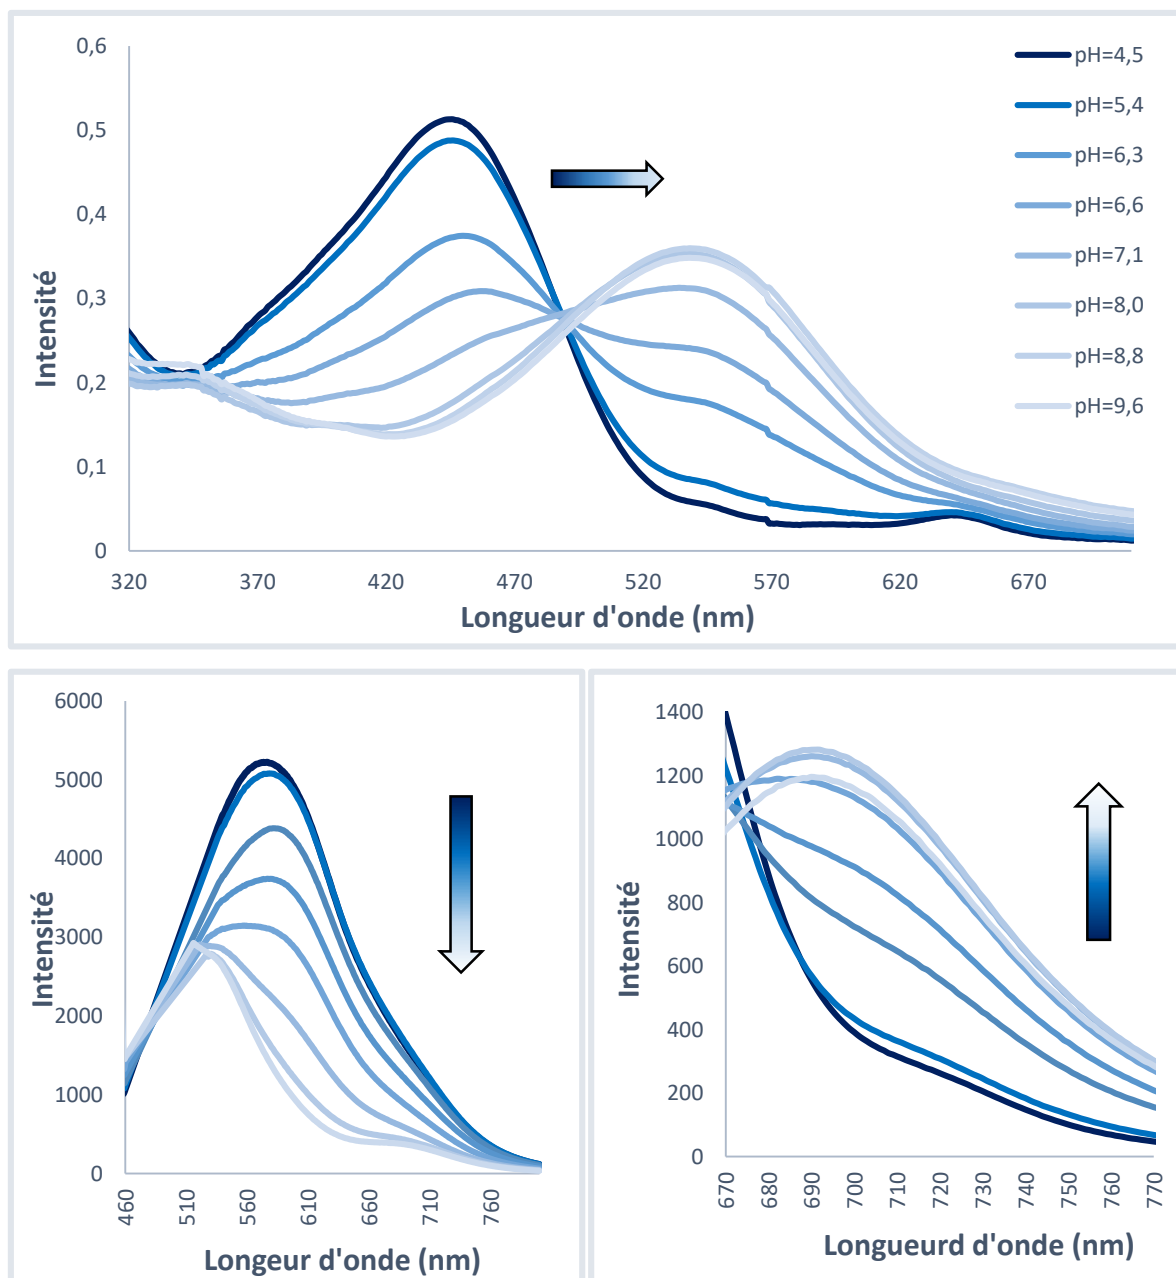 0,6
0,5
0,4
0,3
0,2
0,1
0
Intensité
320 370 420 470 520 570 620 670
Longueur d'onde (nm)
pH=4,5
pH=5,4
pH=6,3
pH=6,6
pH=7,1
pH=8,0
pH=8,8
pH=9,6
6000
5000
4000
3000
2000
1000
0
Intensité
460 510 560 610 660 710 760
Longeur d'onde (nm)
1400
1200
1000
800
600
400
200
0
Intensité
670 680 690 700 710 720 730 740 750 760 770
Longueurd d'onde (nm)